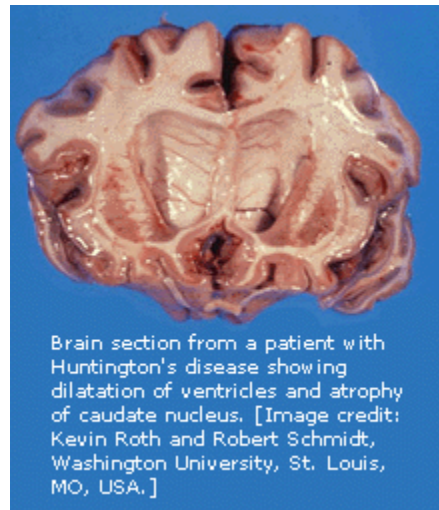 Brain section from a patient with
Huntington's disease showing
dilatation of ventricles and atrophy
of caudate nucleus. [Image credit:
Kevin Roth and Robert Schmidt,
Washington University, St. Louis,
MO, USA.]